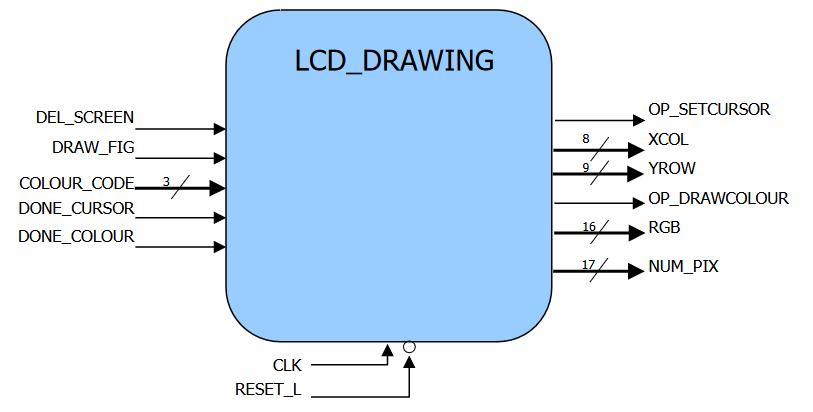 LCD_DRAWING
DEL_SCREEN
DRAW_FIG
COLOUR_CODE
3
DONE_CURSOR
DONE_COLOUR
OP_SETCURSOR
8
XCOL
9
YROW
OP_DRAWCOLOUR
16
RGB
17
NUM_PIX
CLK
RESET_L